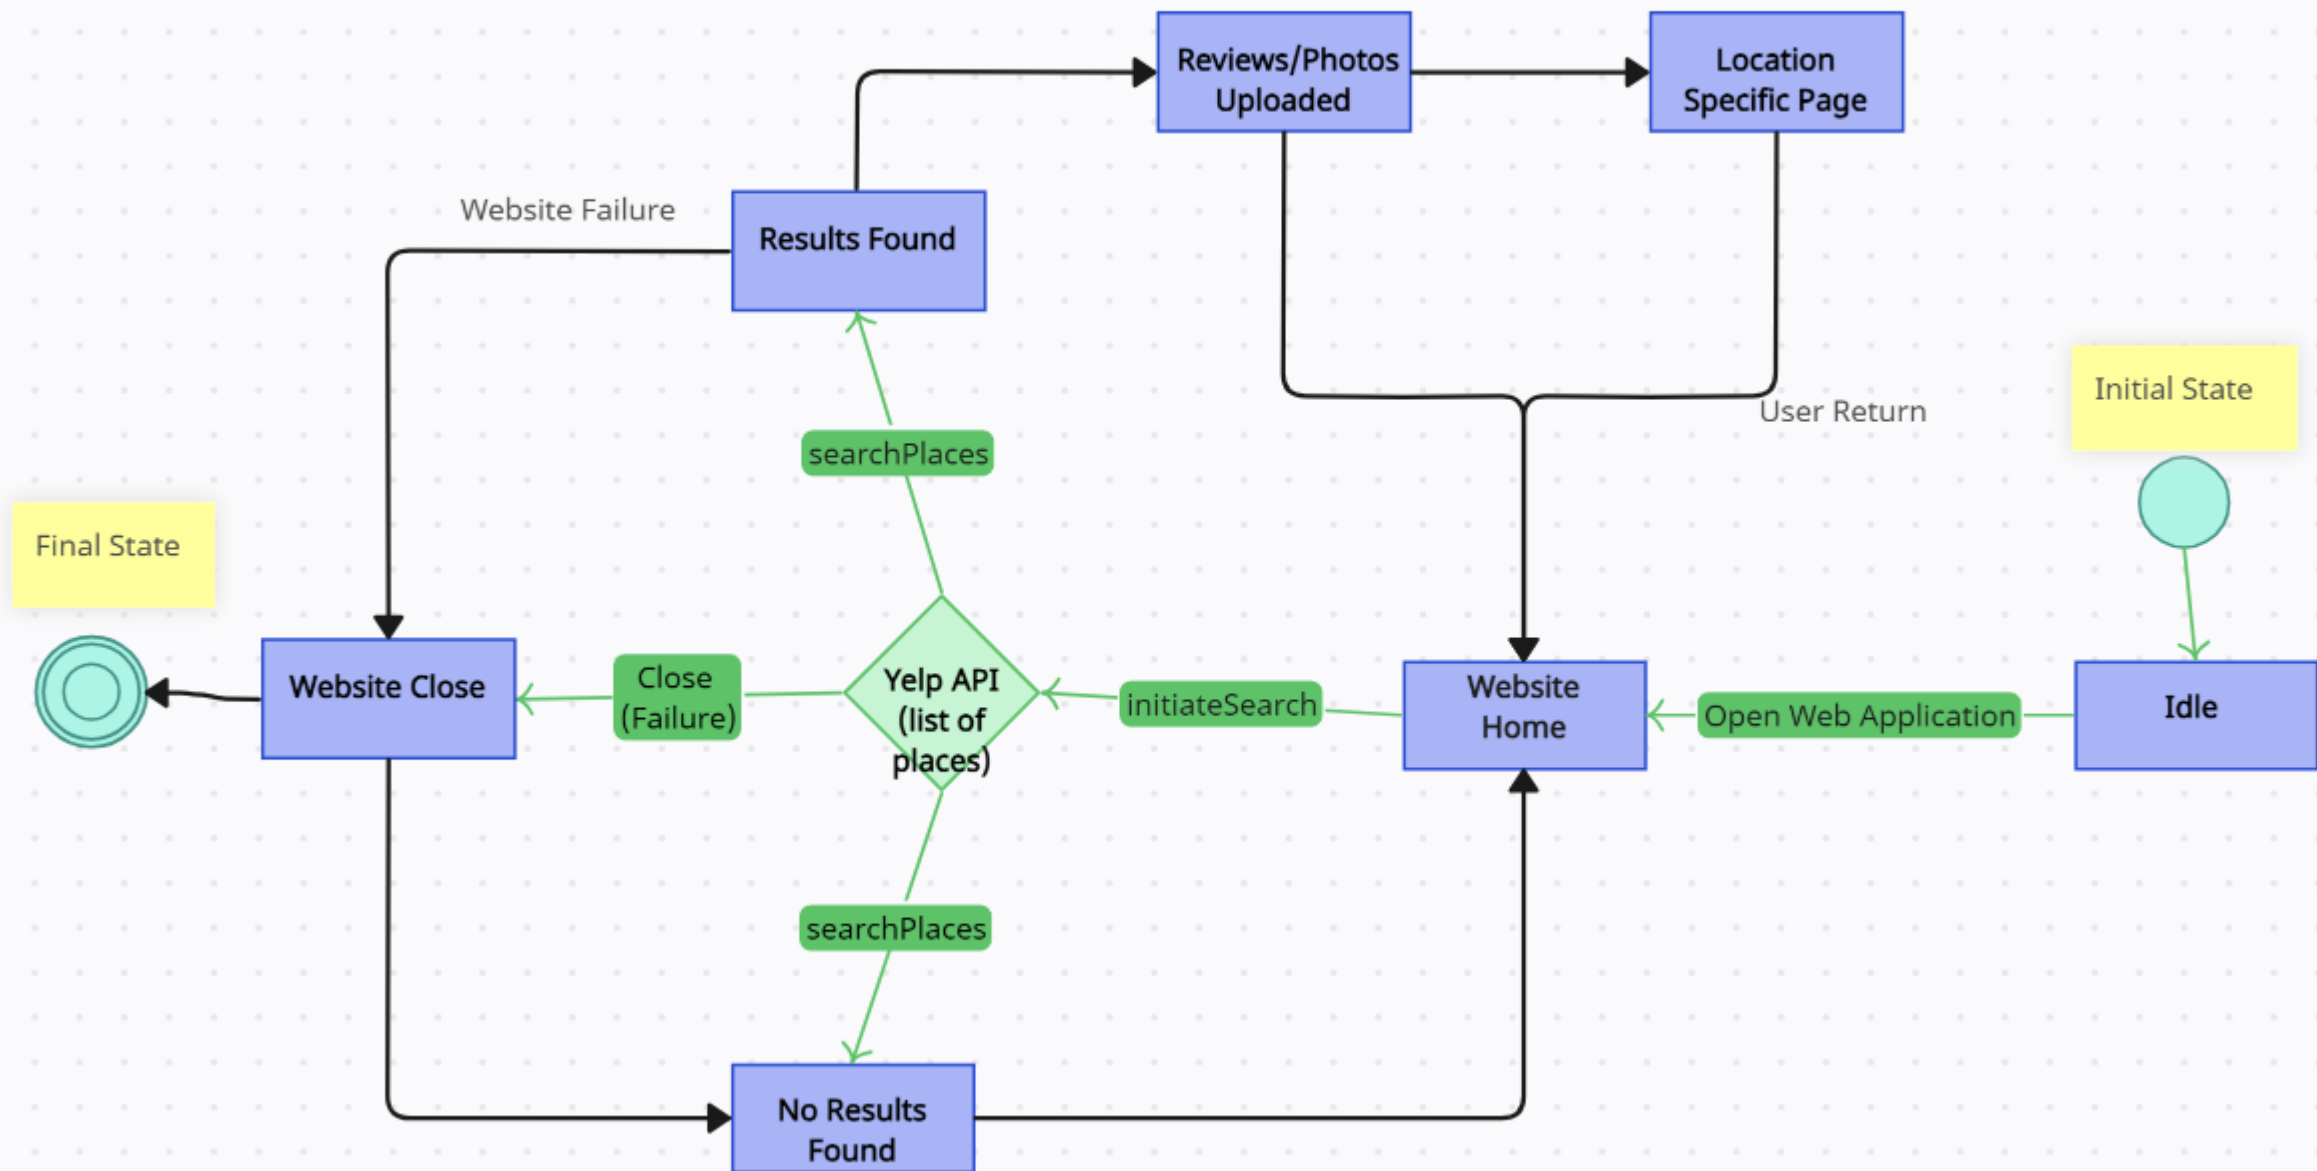 Reviews/Photos
Uploaded
Location
Specific Page
Website Failure
Results Found
User Return
Initial State
searchPlaces
Final State
Website Close
Close
(Failure)
Yelp API
(list of
places)
initiateSearch
Website
Home
Open Web Application
Idle
searchPlaces
No Results
Found